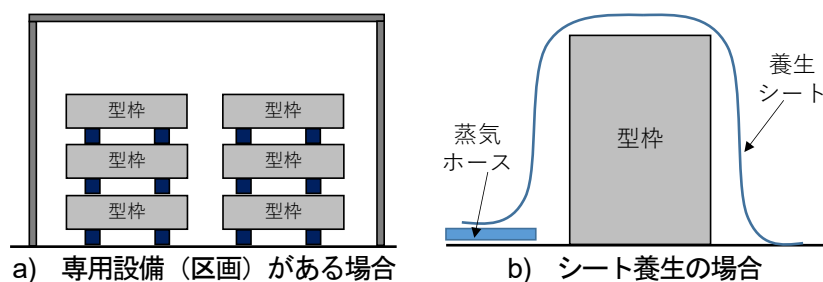 型枠 型枠
型枠 型枠
型枠 型枠
a) 専用設備（区画）がある場合
養生
シート
蒸気
ホース
型枠
b) シート養生の場合